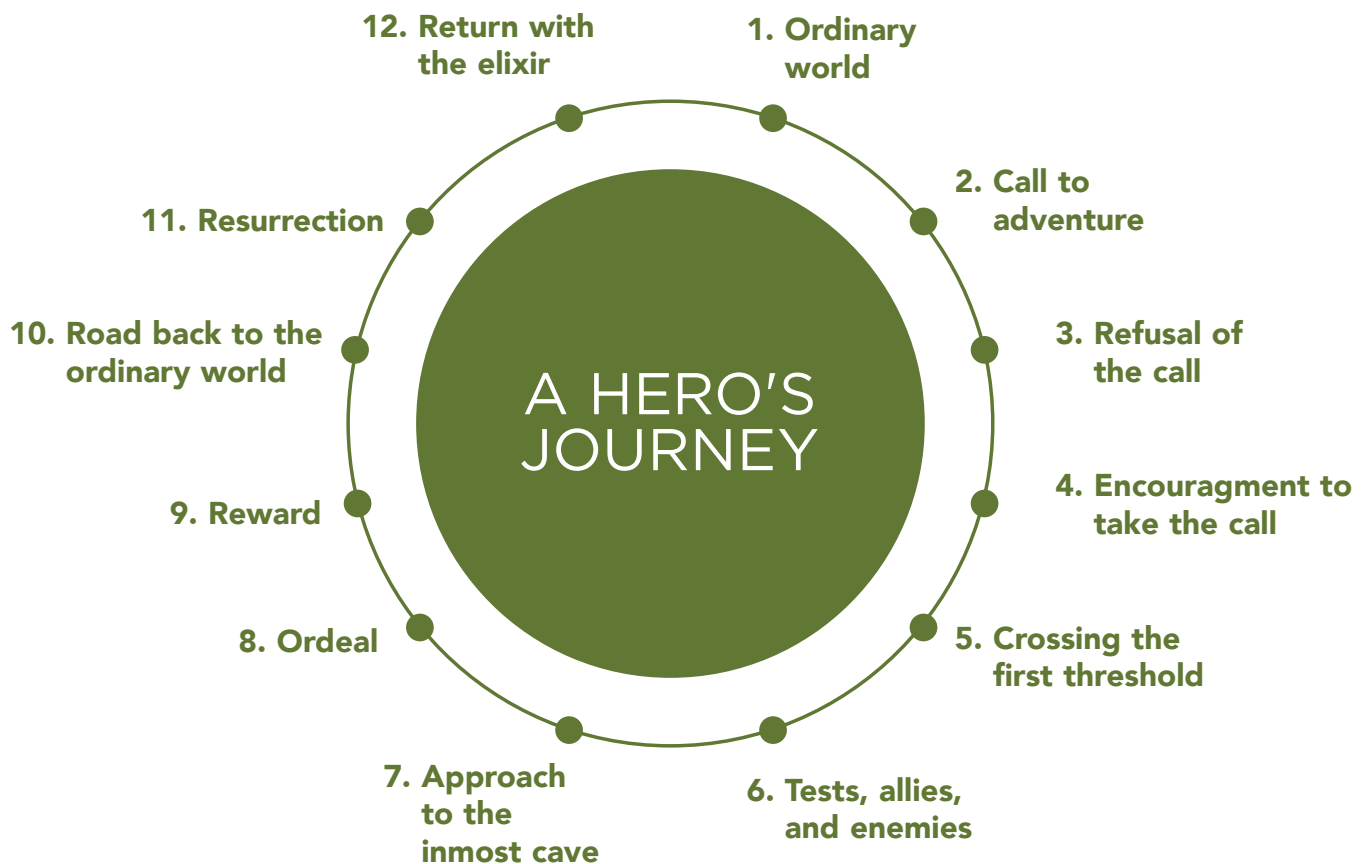 A HERO'S
JOURNEY
1. Ordinary
world
2. Call to
adventure
3. Refusal of
the call
4. Encouragment to
take the call
5. Crossing the
first threshold
6. Tests, allies,
and enemies
7. Approach
to the
inmost cave
8. Ordeal
9. Reward
10. Road back to the
ordinary world
11. Resurrection
12. Return with
the elixir